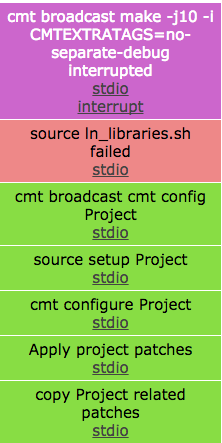 cmt broadcast make -j10 -i
CMTEXTRATAGS=no-
separate-debug
interrupted
stdio
interrupt
source ln_libraries.sh
failed
stdio
cmt broadcast cmt config
Project
stdio
source setup Project
stdio
cmt configure Project
stdio
Apply project patches
stdio
copy Project related
patches
stdio